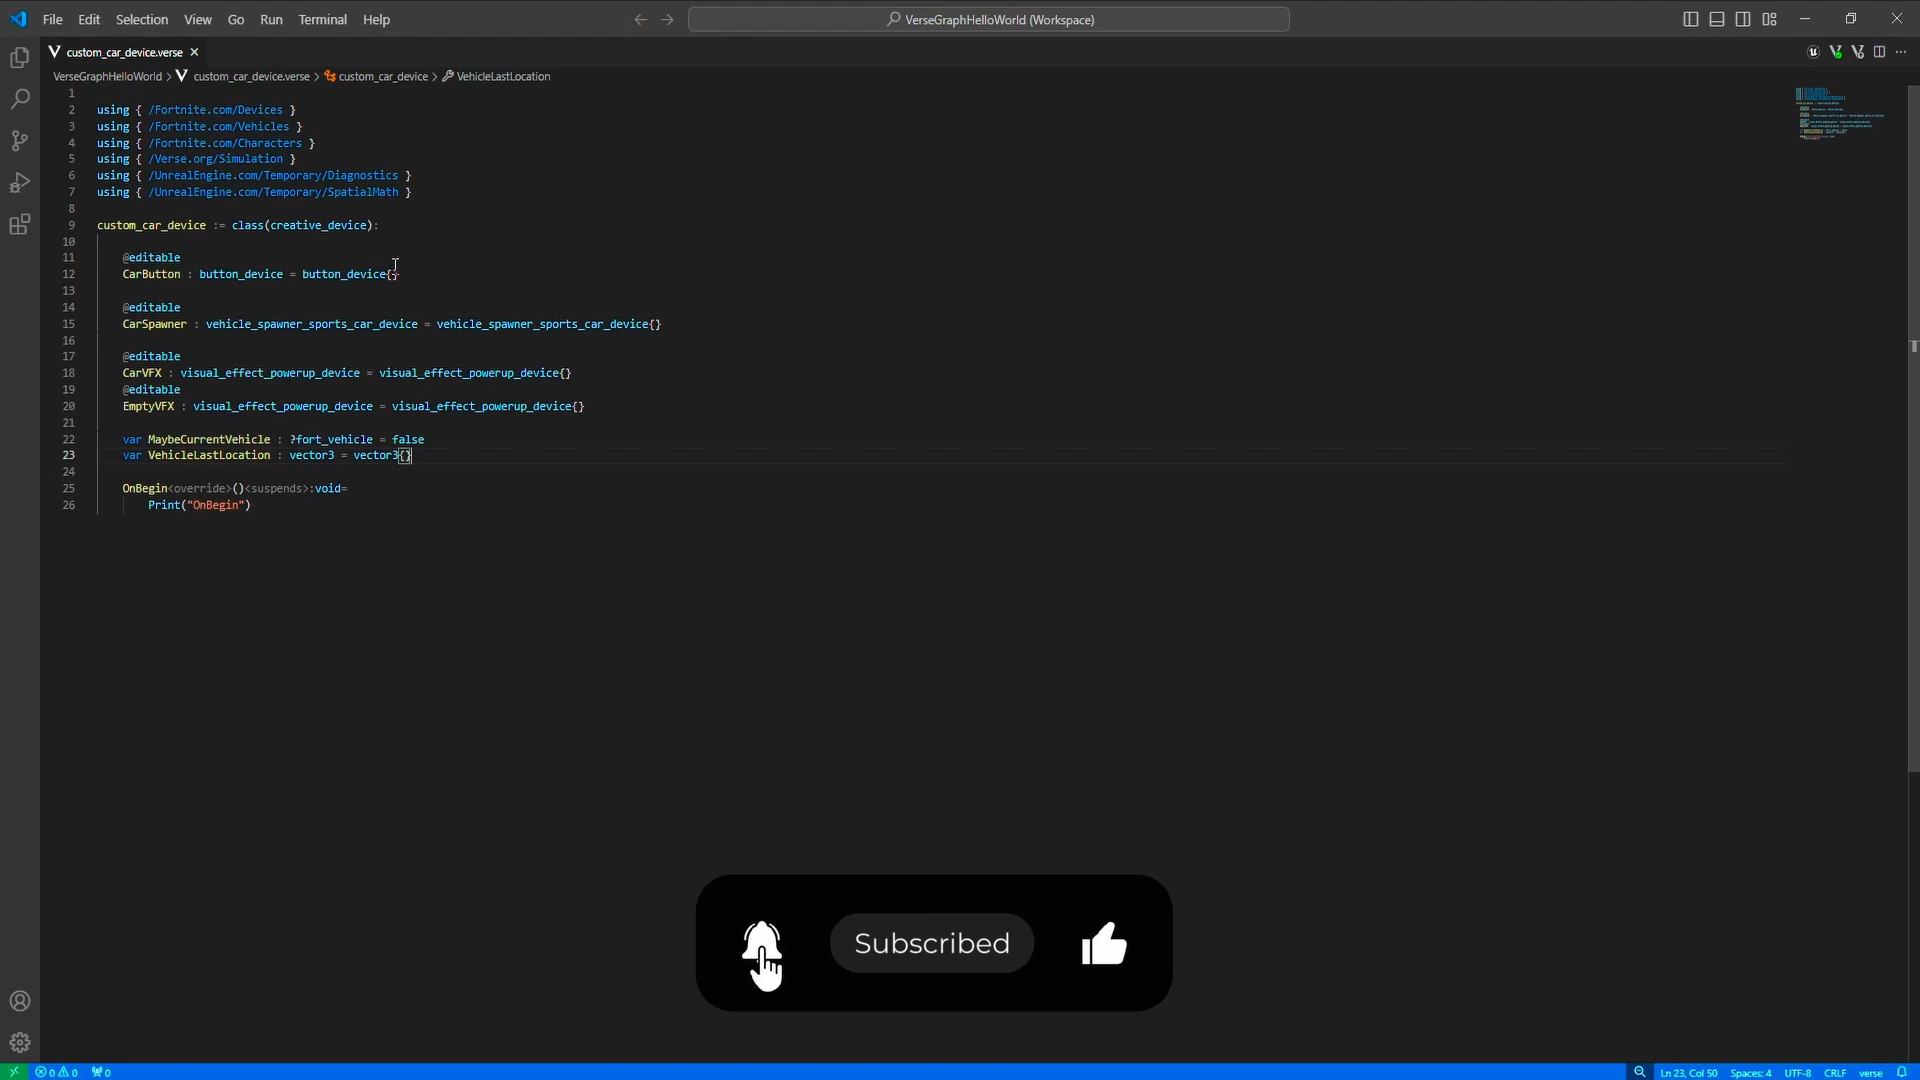 File Edit Selection View Go Run Terminal Help
VerseGraphHelloWorld (Workspace)
custom_car_device.verse
VerseGraphHelloWorld > custom_car_device.verse > custom_car_device > VehicleLastLocation
1
2 using { /Fortnite.com/Devices }
3 using { /Fortnite.com/Vehicles }
4 using { /Fortnite.com/Characters }
5 using { /Verse.org/Simulation }
6 using { /UnrealEngine.com/Temporary/Diagnostics }
7 using { /UnrealEngine.com/Temporary/SpatialMath }
8
9 custom_car_device := class(creative_device):
10
11 @editable
12 CarButton : button_device = button_device{}
13
14 @editable
15 CarSpawner : vehicle_spawner_sports_car_device = vehicle_spawner_sports_car_device{}
16
17 @editable
18 CarVFX : visual_effect_powerup_device = visual_effect_powerup_device{}
19 @editable
20 EmptyVFX : visual_effect_powerup_device = visual_effect_powerup_device{}
21
22 var MaybeCurrentVehicle : ?fort_vehicle = false
23 var VehicleLastLocation : vector3 = vector3{}
24
25 OnBegin<override>()<suspends>:void=
26 Print("OnBegin")
Subscribed
0 0 0 Ln 23, Col 50 Spaces: 4 UTF-8 CRLF verse